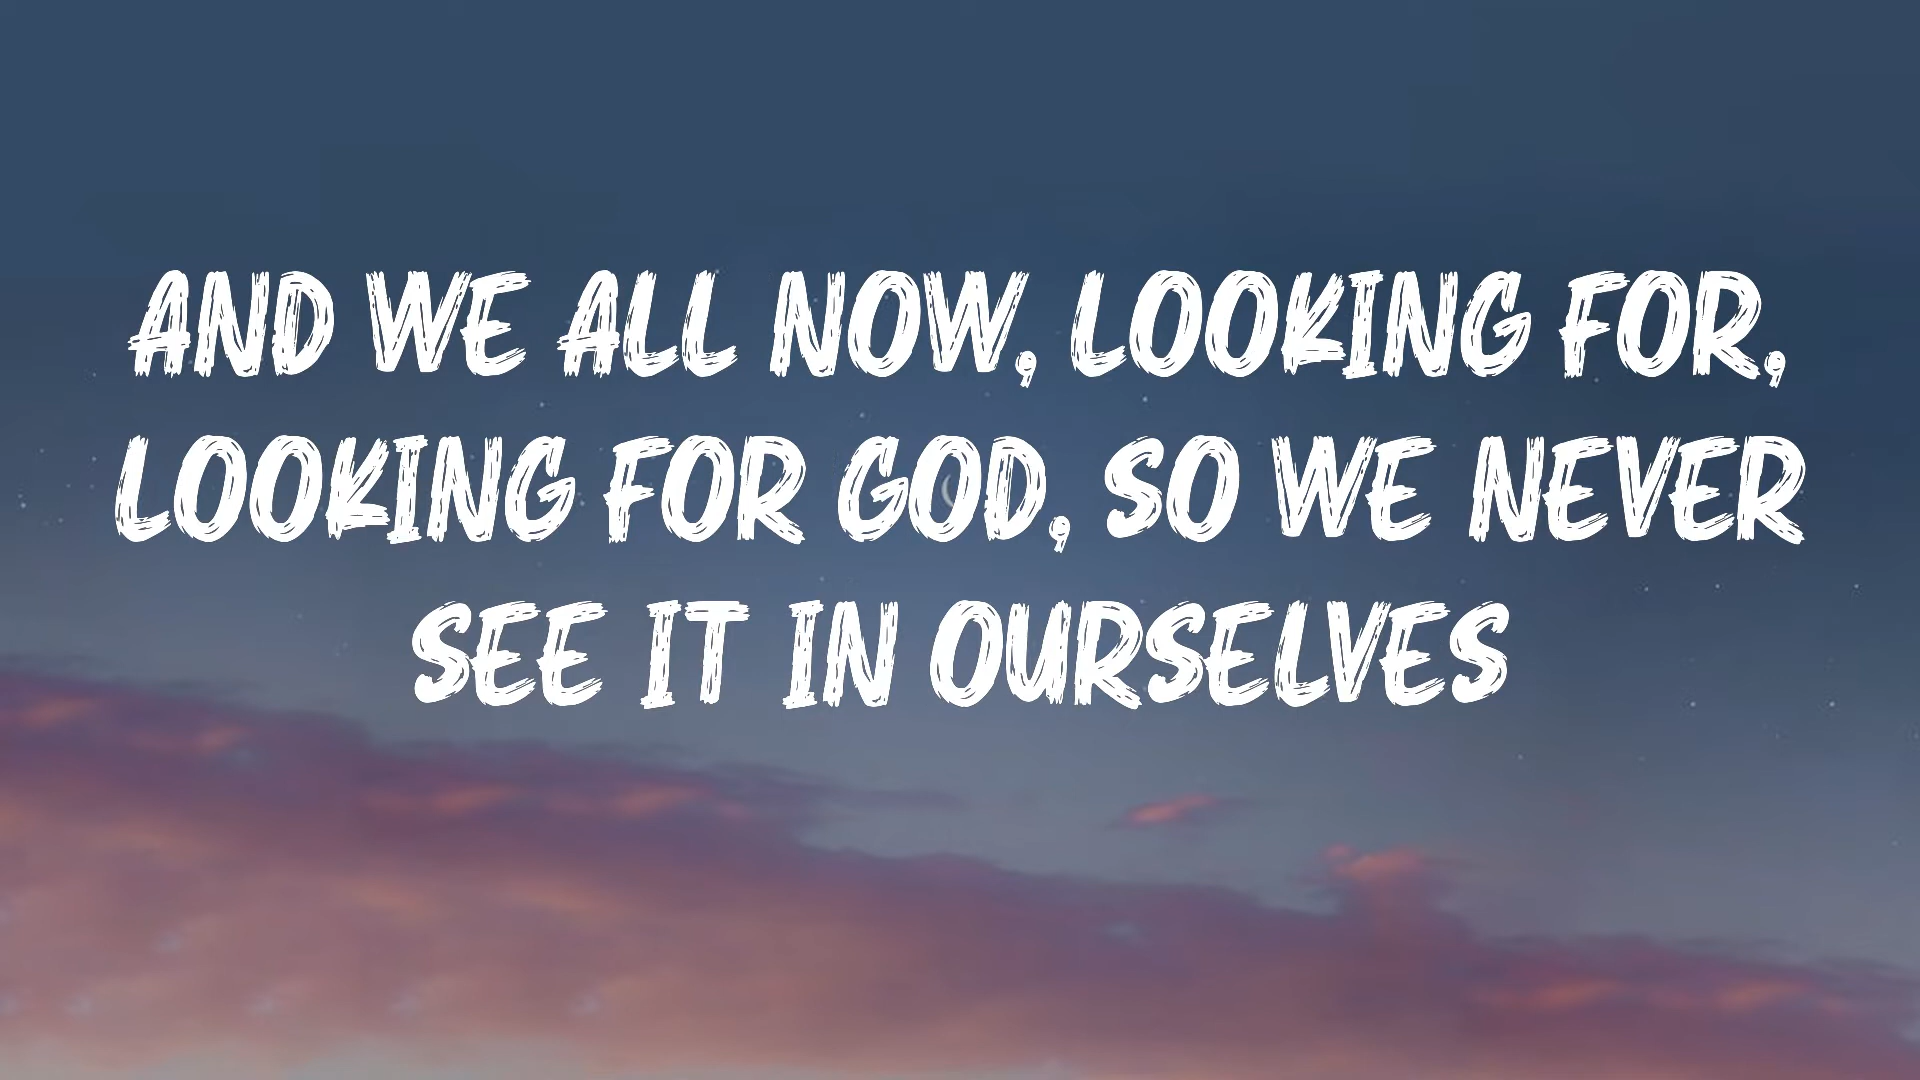 AND WE ALL NOW, LOOKING FOR,
LOOKING FOR GOD, SO WE NEVER
SEE IT IN OURSELVES